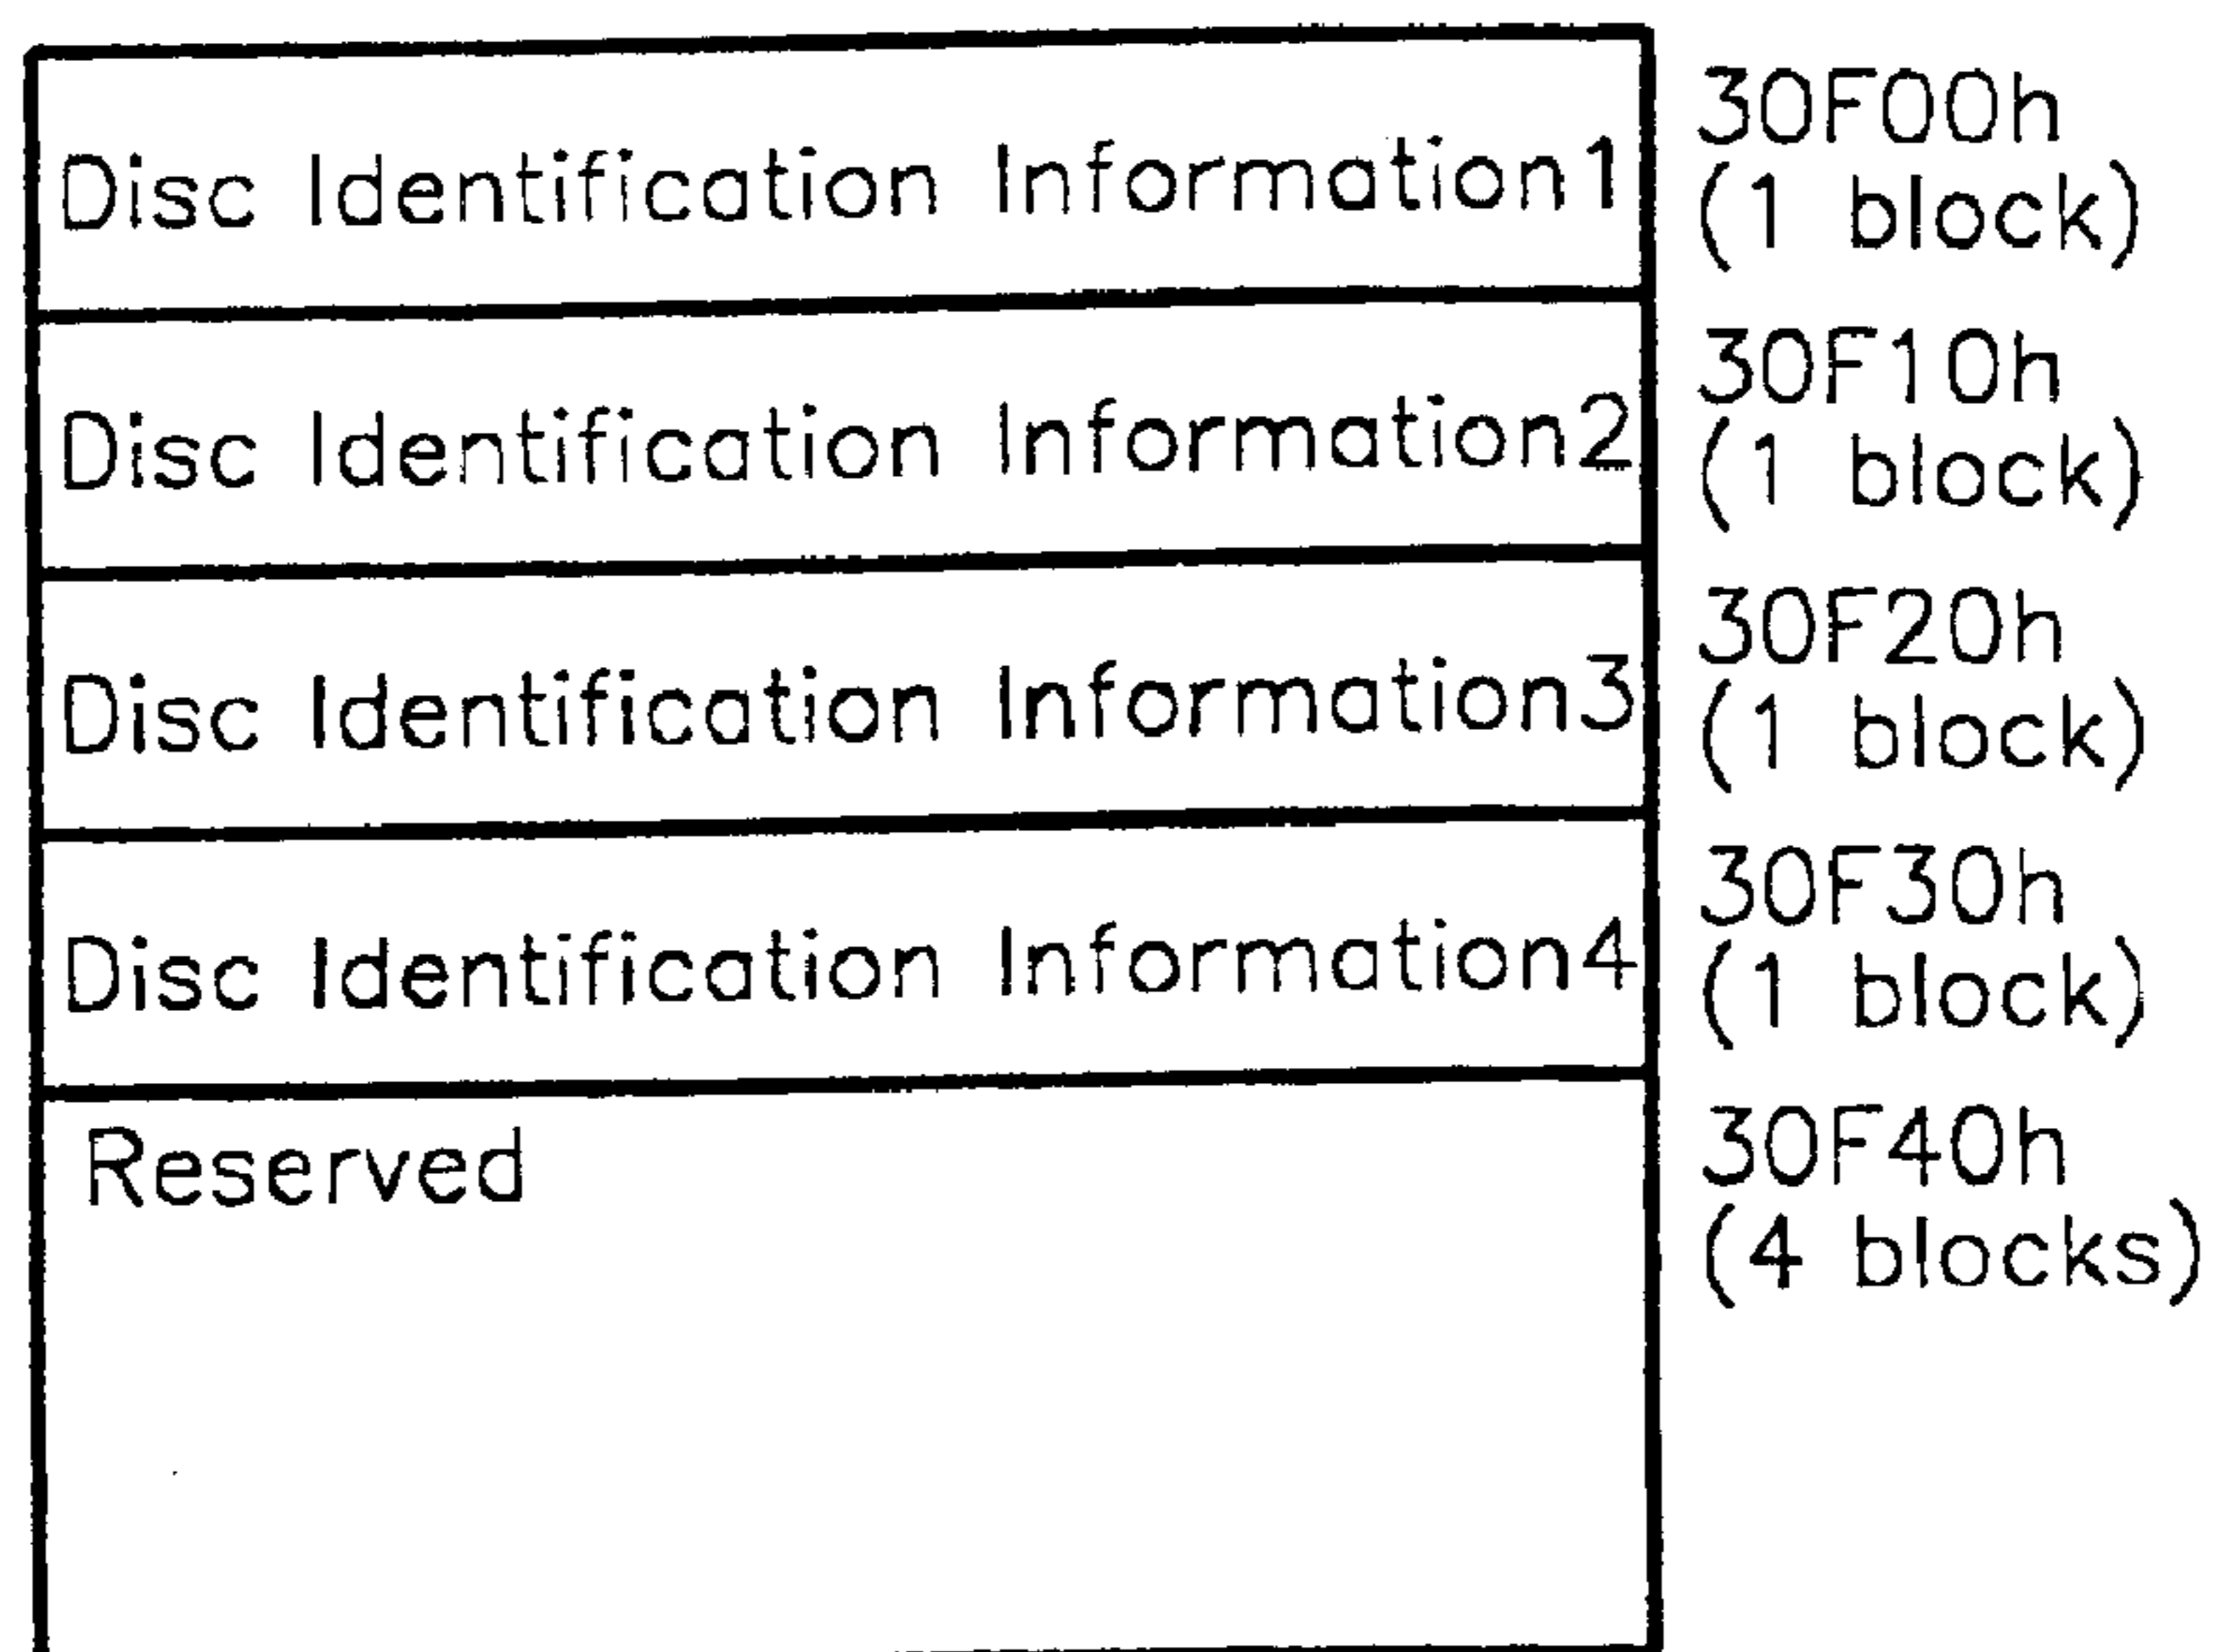 Disc Identification Information1
30F00h
(1 block)
Disc Identification Information2
30F10h
(1 block)
Disc Identification Information3
30F20h
(1 block)
Disc Identification Information4
30F30h
(1 block)
Reserved
30F40h
(4 blocks)